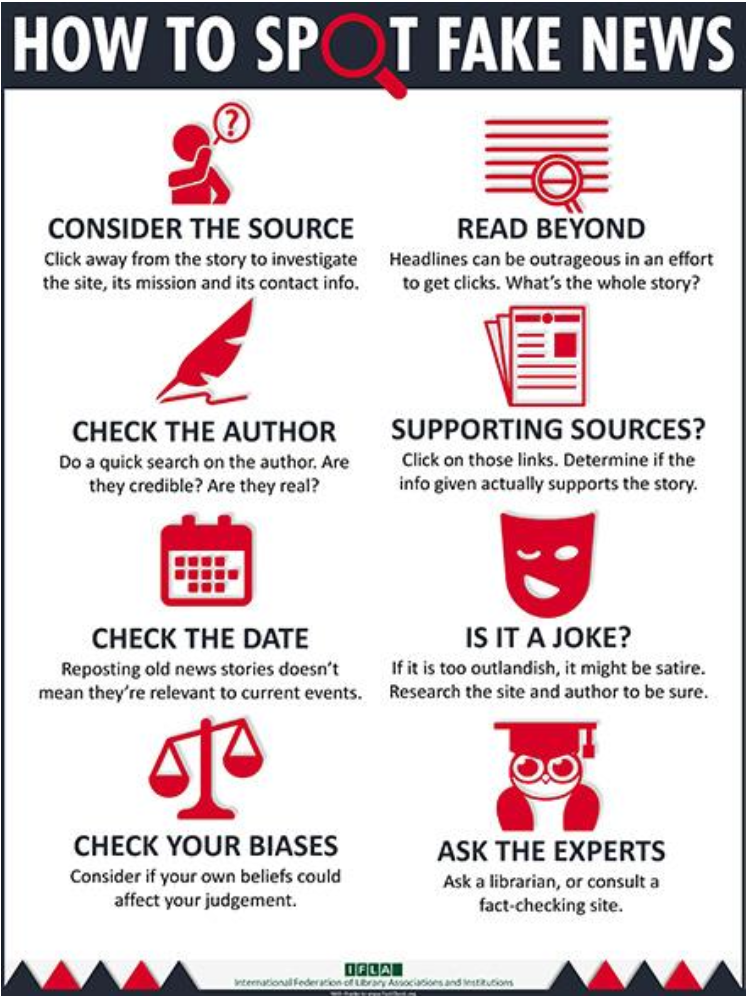 HOW TO SPOT FAKE NEWS
?
CONSIDER THE SOURCE
Click away from the story to investigate
the site, its mission and its contact info.
READ BEYOND
Headlines can be outrageous in an effort
to get clicks. What's the whole story?
CHECK THE AUTHOR
Do a quick search on the author. Are
they credible? Are they real?
SUPPORTING SOURCES?
Click on those links. Determine if the
info given actually supports the story.
CHECK THE DATE
Reposting old news stories doesn't
mean they're relevant to current events.
IS IT A JOKE?
If it is too outlandish, it might be satire.
Research the site and author to be sure.
CHECK YOUR BIASES
Consider if your own beliefs could
affect your judgement.
ASK THE EXPERTS
Ask a librarian, or consult a
fact-checking site.
IFLA
International Federation of Library Associations and Institutions